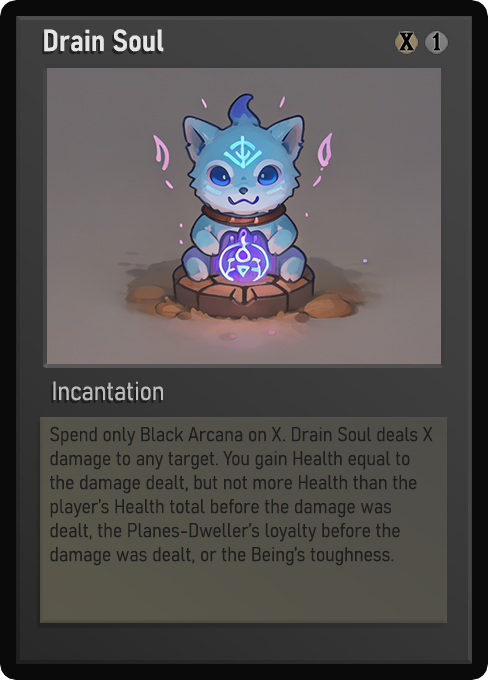 Drain Soul X 1
Incantation
Spend only Black Arcana on X. Drain Soul deals X
damage to any target. You gain Health equal to
the damage dealt, but not more Health than the
player's Health total before the damage was
dealt, the Planes-Dweller's loyalty before the
damage was dealt, or the Being's toughness.